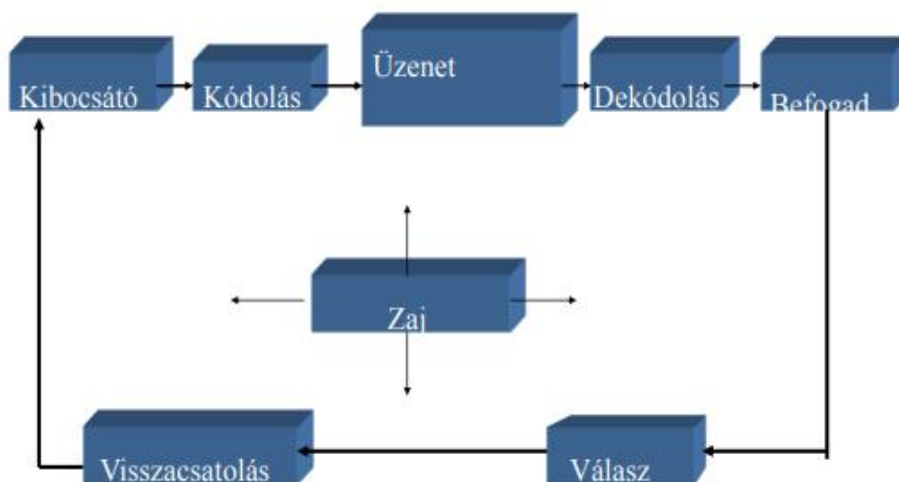 Kibocsátó
Kódolás
Üzenet
Dekódolás
Befogad
Zaj
Visszacsatolás
Válasz